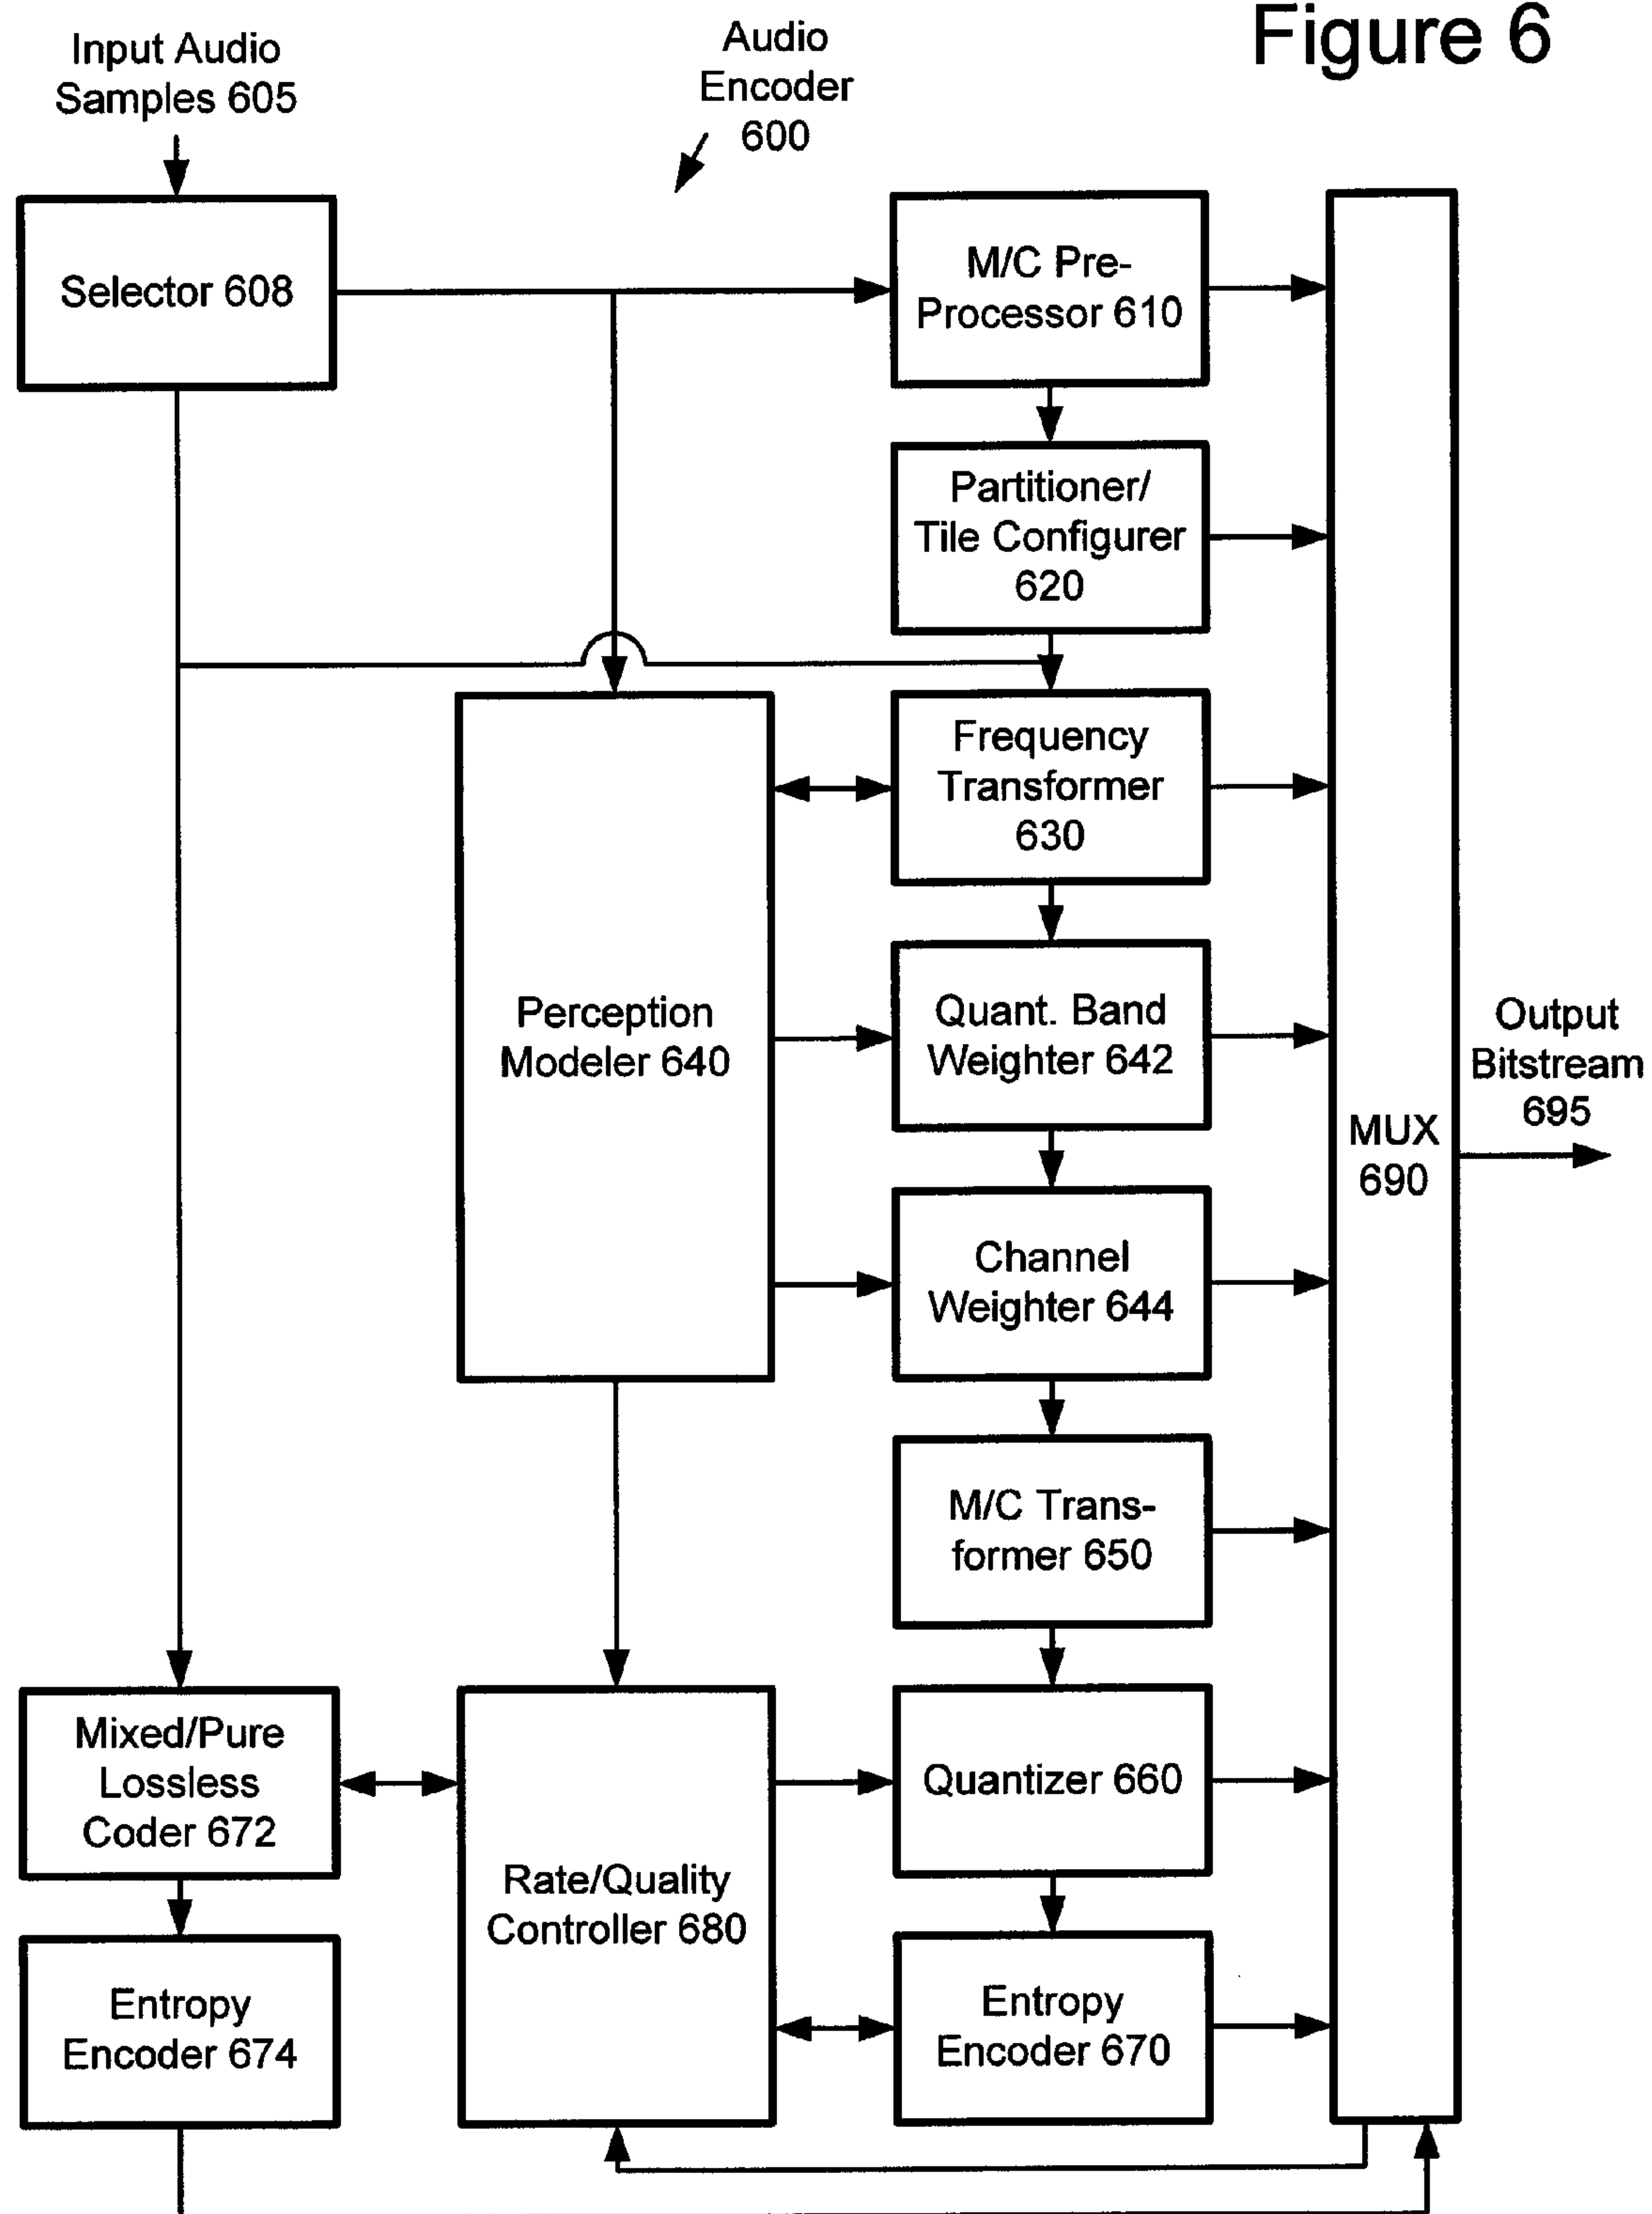 Figure 6
Input Audio
Samples 605
Audio
Encoder
600
Selector 608
M/C Pre-
Processor 610
Partitioner/
Tile Configurer
620
Frequency
Transformer
630
Perception
Modeler 640
Quant. Band
Weighter 642
Output
Bitstream
695
MUX
690
Channel
Weighter 644
M/C Trans-
former 650
Mixed/Pure
Lossless
Coder 672
Quantizer 660
Rate/Quality
Controller 680
Entropy
Encoder 674
Entropy
Encoder 670